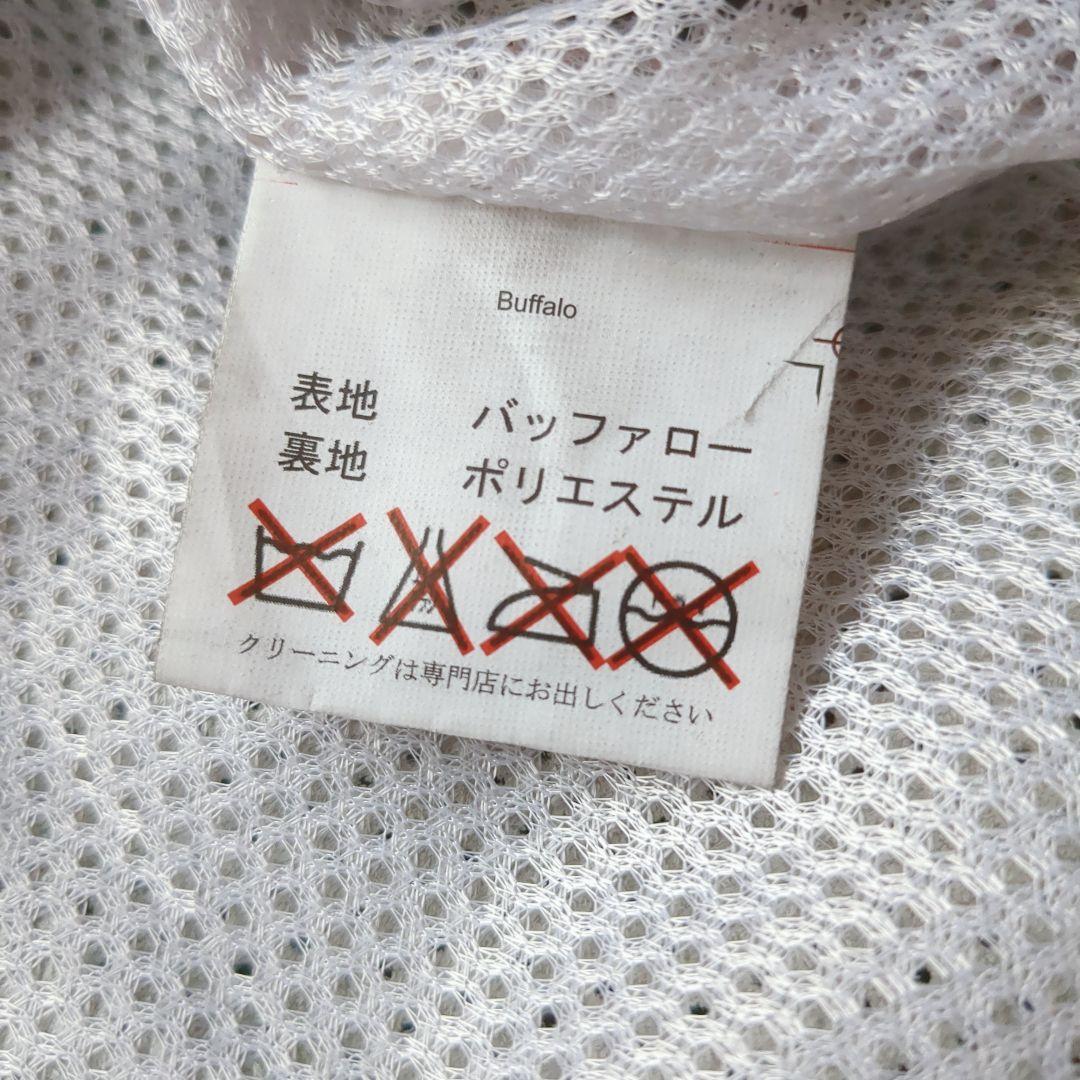 Buffalo
表地 バッファロー
裏地 ポリエステル
クリーニングは専門店にお出しください